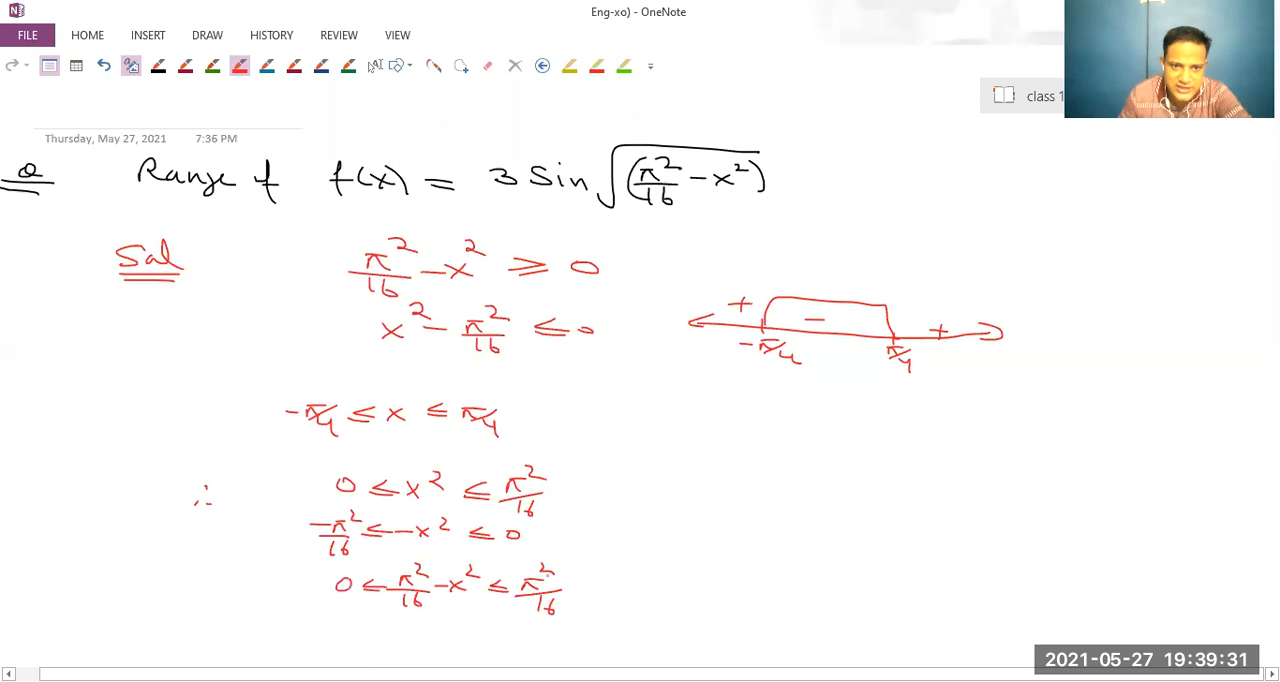 Eng-xo) - OneNote
FILE HOME INSERT DRAW HISTORY REVIEW VIEW
class 1
Thursday, May 27, 2021 7:36 PM
Q Range of f(x) = 3 Sin √(π²/16 − x²)
Sol π²/16 − x² ≥ 0
x² − π²/16 ≤ 0
+ − +
−π/4 π/4
−π/4 ≤ x ≤ π/4
∴ 0 ≤ x² ≤ π²/16
−π²/16 ≤ −x² ≤ 0
0 ≤ π²/16 − x² ≤ π²/16
2021-05-27 19:39:31